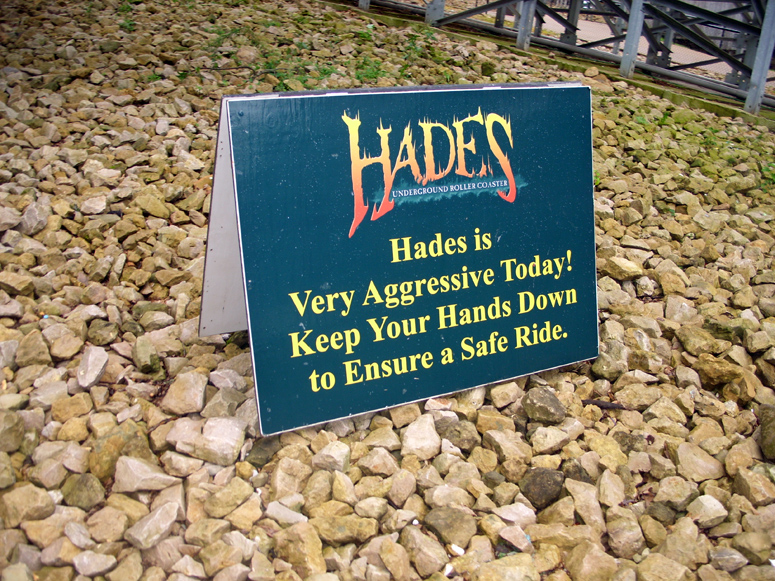 HADES
UNDERGROUND ROLLER COASTER
Hades is
Very Aggressive Today!
Keep Your Hands Down
to Ensure a Safe Ride.